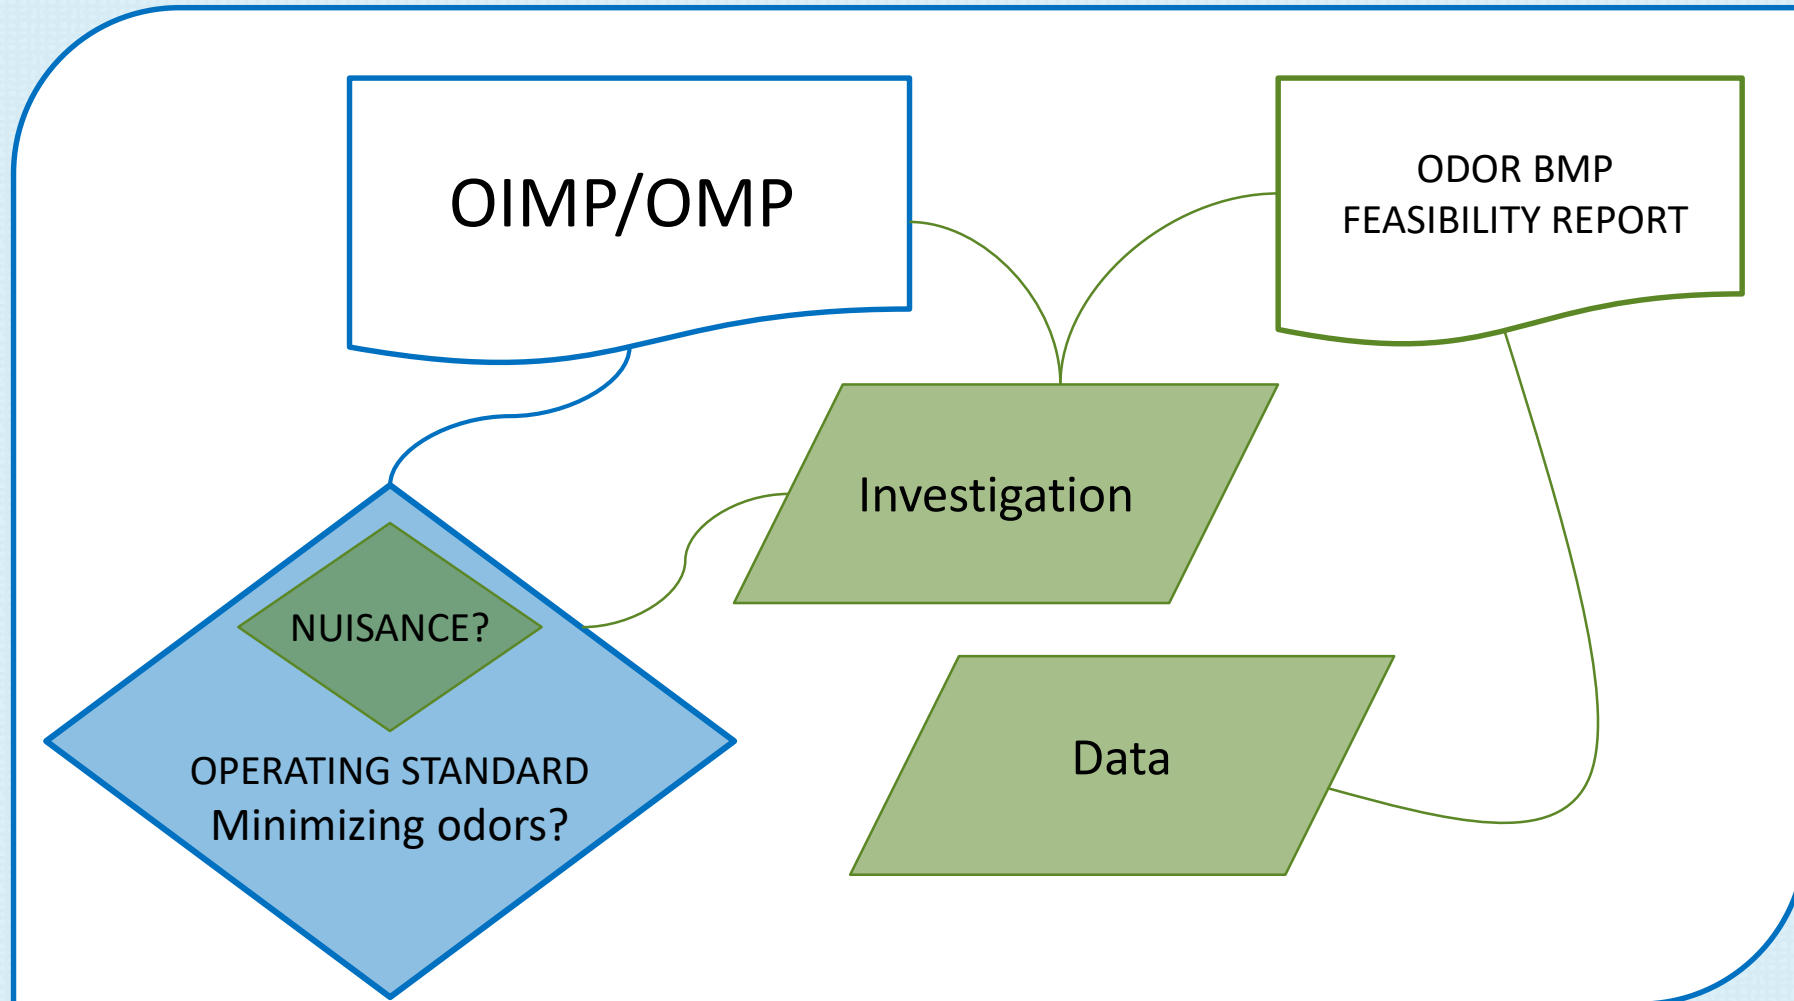 OIMP/OMP
ODOR BMP
FEASIBILITY REPORT
Investigation
NUISANCE?
OPERATING STANDARD
Minimizing odors?
Data